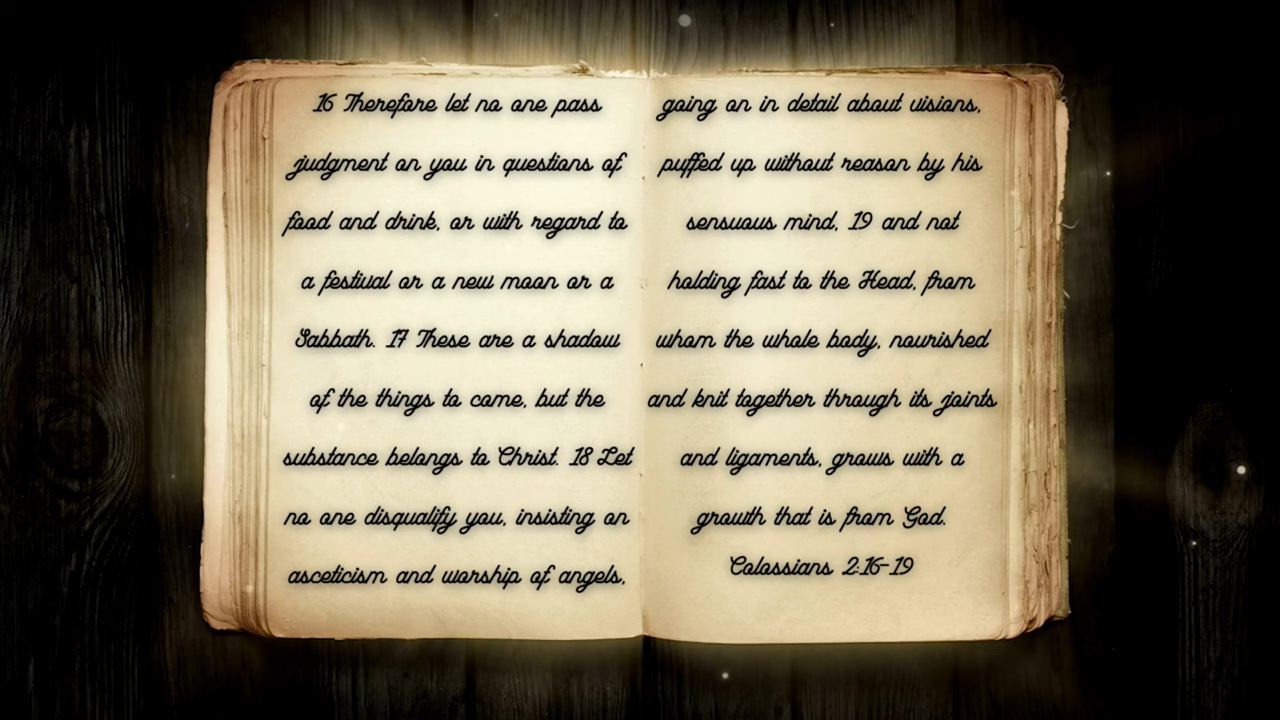 16 Therefore let no one pass
judgment on you in questions of
food and drink, or with regard to
a festival or a new moon or a
Sabbath. 17 These are a shadow
of the things to come, but the
substance belongs to Christ. 18 Let
no one disqualify you, insisting on
asceticism and worship of angels,
going on in detail about visions,
puffed up without reason by his
sensuous mind, 19 and not
holding fast to the Head, from
whom the whole body, nourished
and knit together through its joints
and ligaments, grows with a
growth that is from God.
Colossians 2:16-19